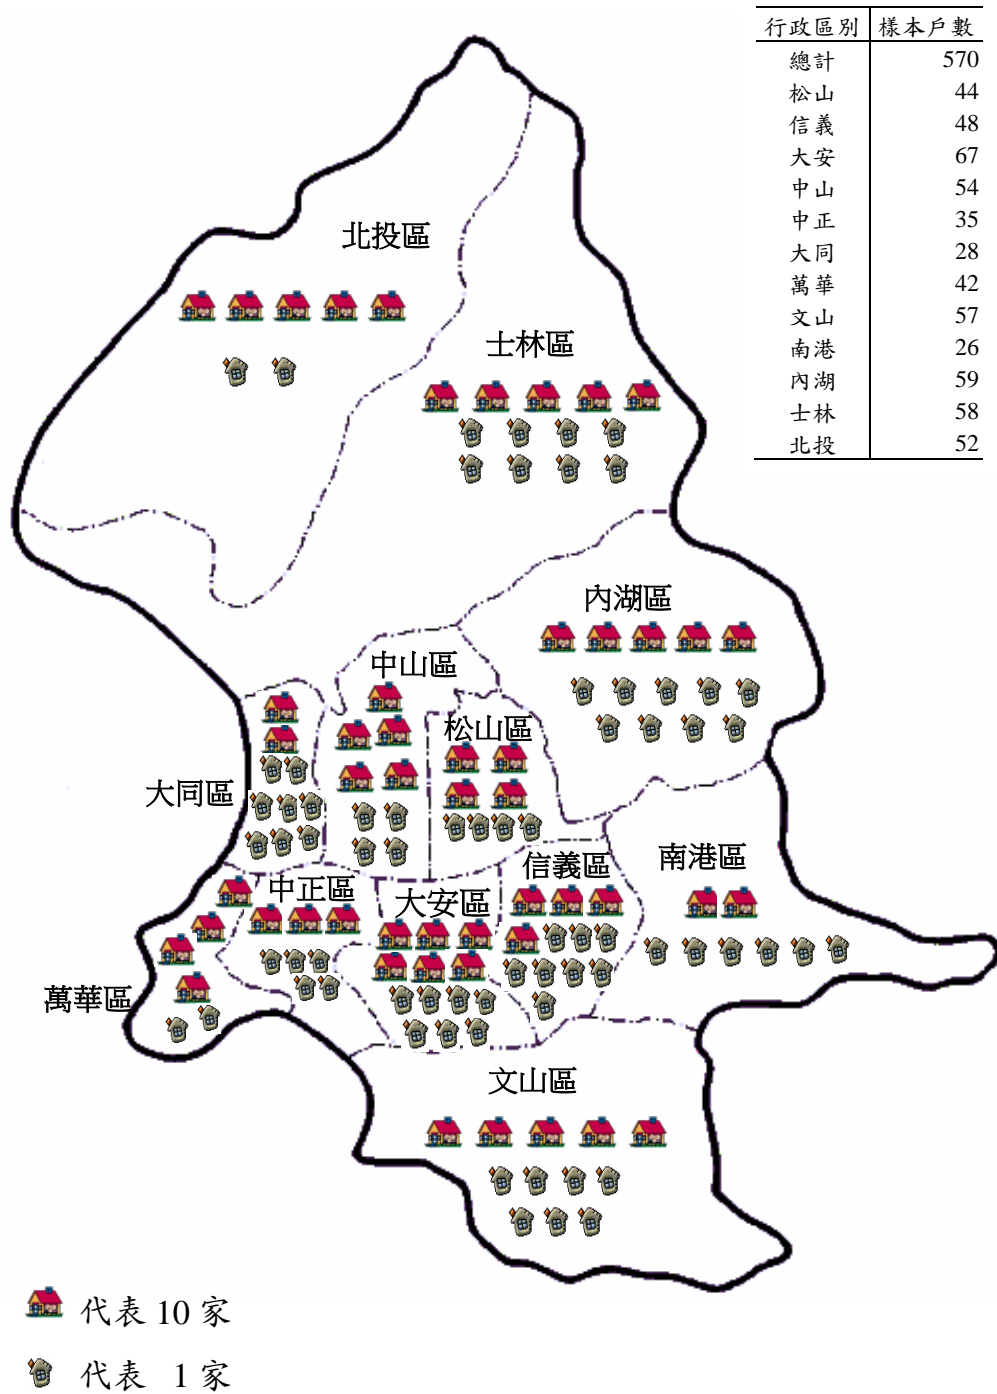 行政區別 樣本戶數
總計 570
松山 44
信義 48
大安 67
中山 54
中正 35
大同 28
萬華 42
文山 57
南港 26
內湖 59
士林 58
北投 52
北投區
士林區
內湖區
中山區
松山區
大同區
信義區
南港區
中正區
大安區
萬華區
文山區
代表 10 家
代表 1 家